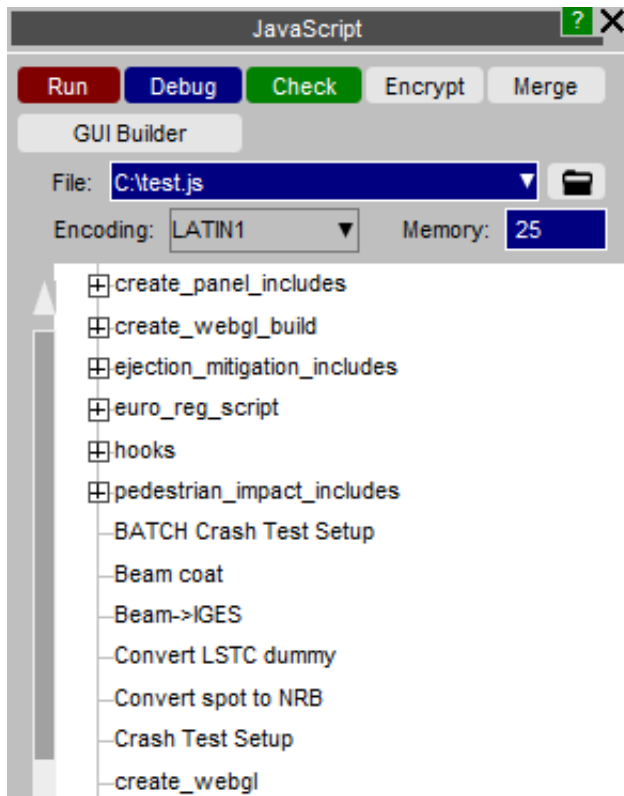 JavaScript ?
Run Debug Check Encrypt Merge
GUI Builder
File: C:\test.js
Encoding: LATIN1 Memory: 25
create_panel_includes
create_webgl_build
ejection_mitigation_includes
euro_reg_script
hooks
pedestrian_impact_includes
BATCH Crash Test Setup
Beam coat
Beam->IGES
Convert LSTC dummy
Convert spot to NRB
Crash Test Setup
create_webgl